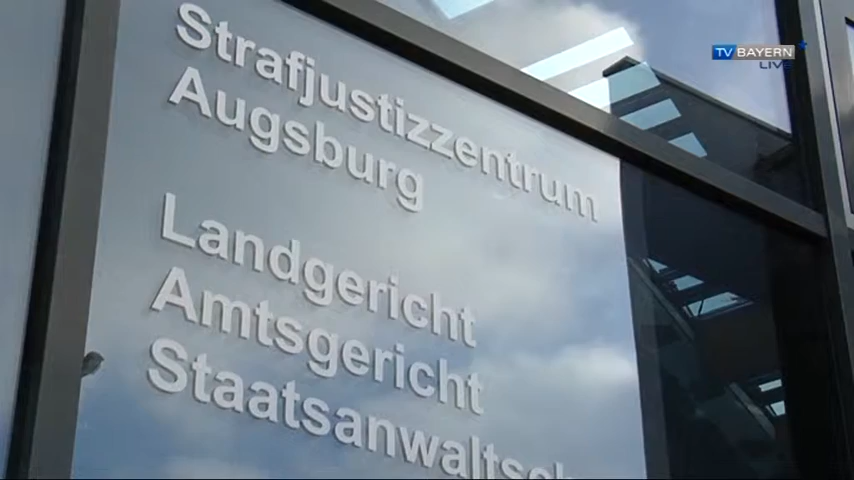 Strafjustizzentrum
Augsburg
Landgericht
Amtsgericht
TV BAYERN
LIVE